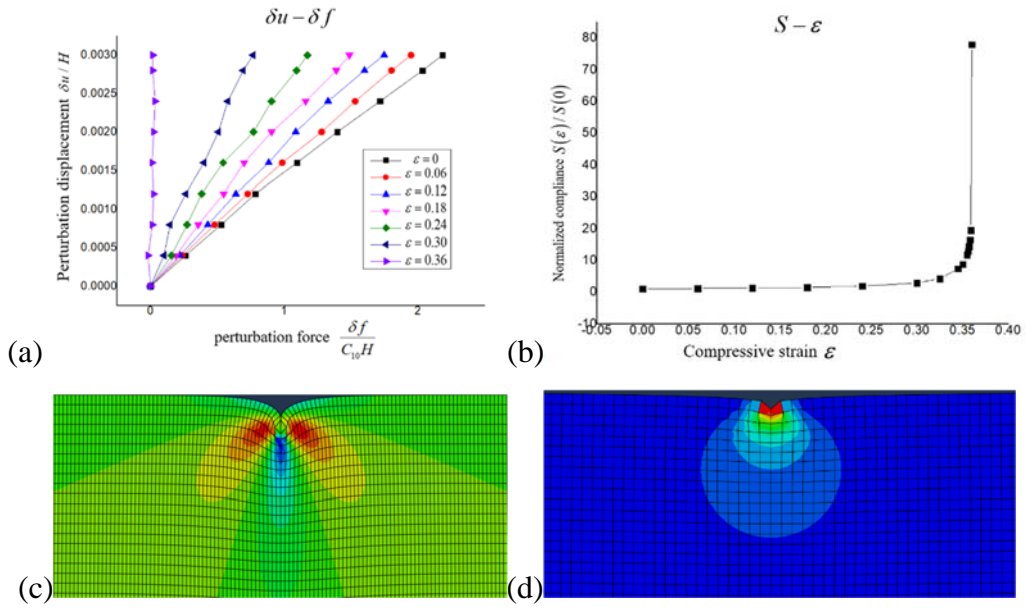 δu − δf
Perturbation displacement δu / H
0.0030
0.0025
0.0020
0.0015
0.0010
0.0005
0.0000
ε = 0
ε = 0.06
ε = 0.12
ε = 0.18
ε = 0.24
ε = 0.30
ε = 0.36
0 1 2
perturbation force δf / C₁₀H
(a)
S − ε
Normalized compliance S(ε)/S(0)
80
70
60
50
40
30
20
10
0
-10
-0.05 0.00 0.05 0.10 0.15 0.20 0.25 0.30 0.35 0.40
Compressive strain ε
(b)
(c)
(d)